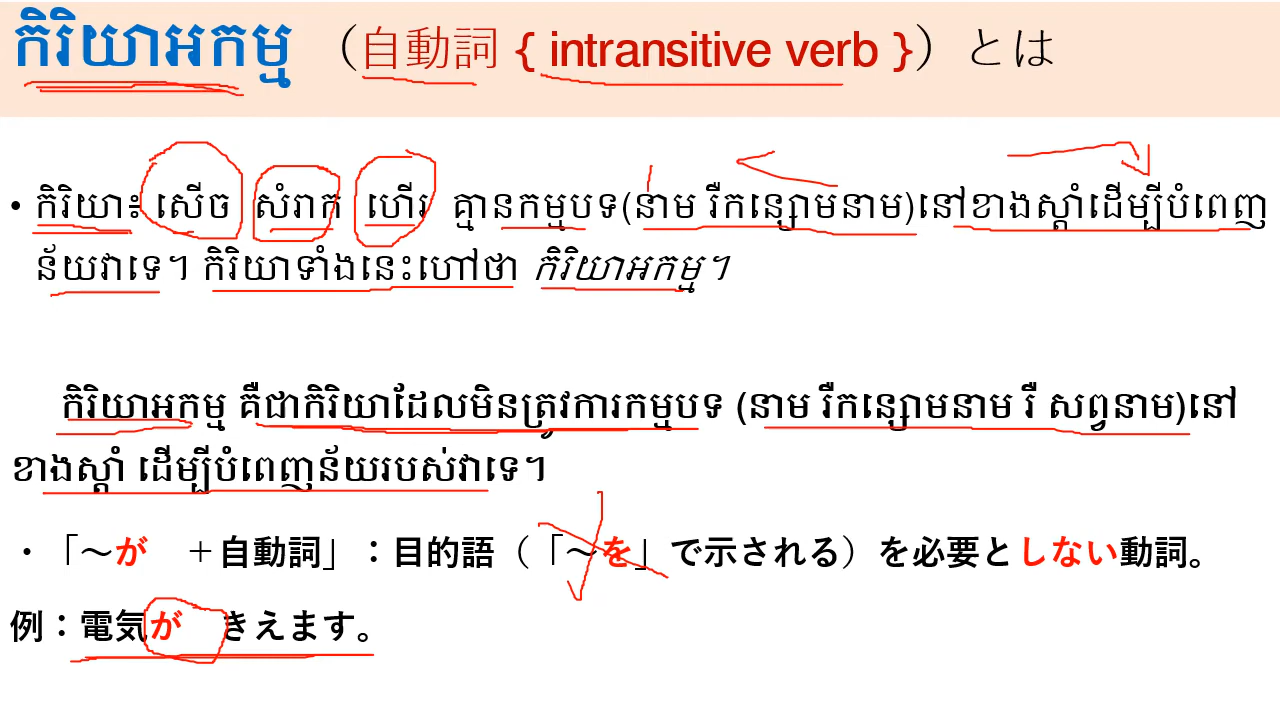 កិរិយាអកម្ម （自動詞 { intransitive verb }）とは
• កិរិយា៖ សើច សំរាក ហើរ គ្មានកម្មបទ(នាម រឺកន្សោមនាម)នៅខាងស្តាំដើម្បីបំពេញ
ន័យវាទេ។ កិរិយាទាំងនេះហៅថា កិរិយាអកម្ម។
កិរិយាអកម្ម គឺជាកិរិយាដែលមិនត្រូវការកម្មបទ (នាម រឺកន្សោមនាម រឺ សព្វនាម)នៅ
ខាងស្តាំ ដើម្បីបំពេញន័យរបស់វាទេ។
・「～が　＋自動詞」：目的語（「～を」で示される）を必要としない動詞。
例：電気が　きえます。